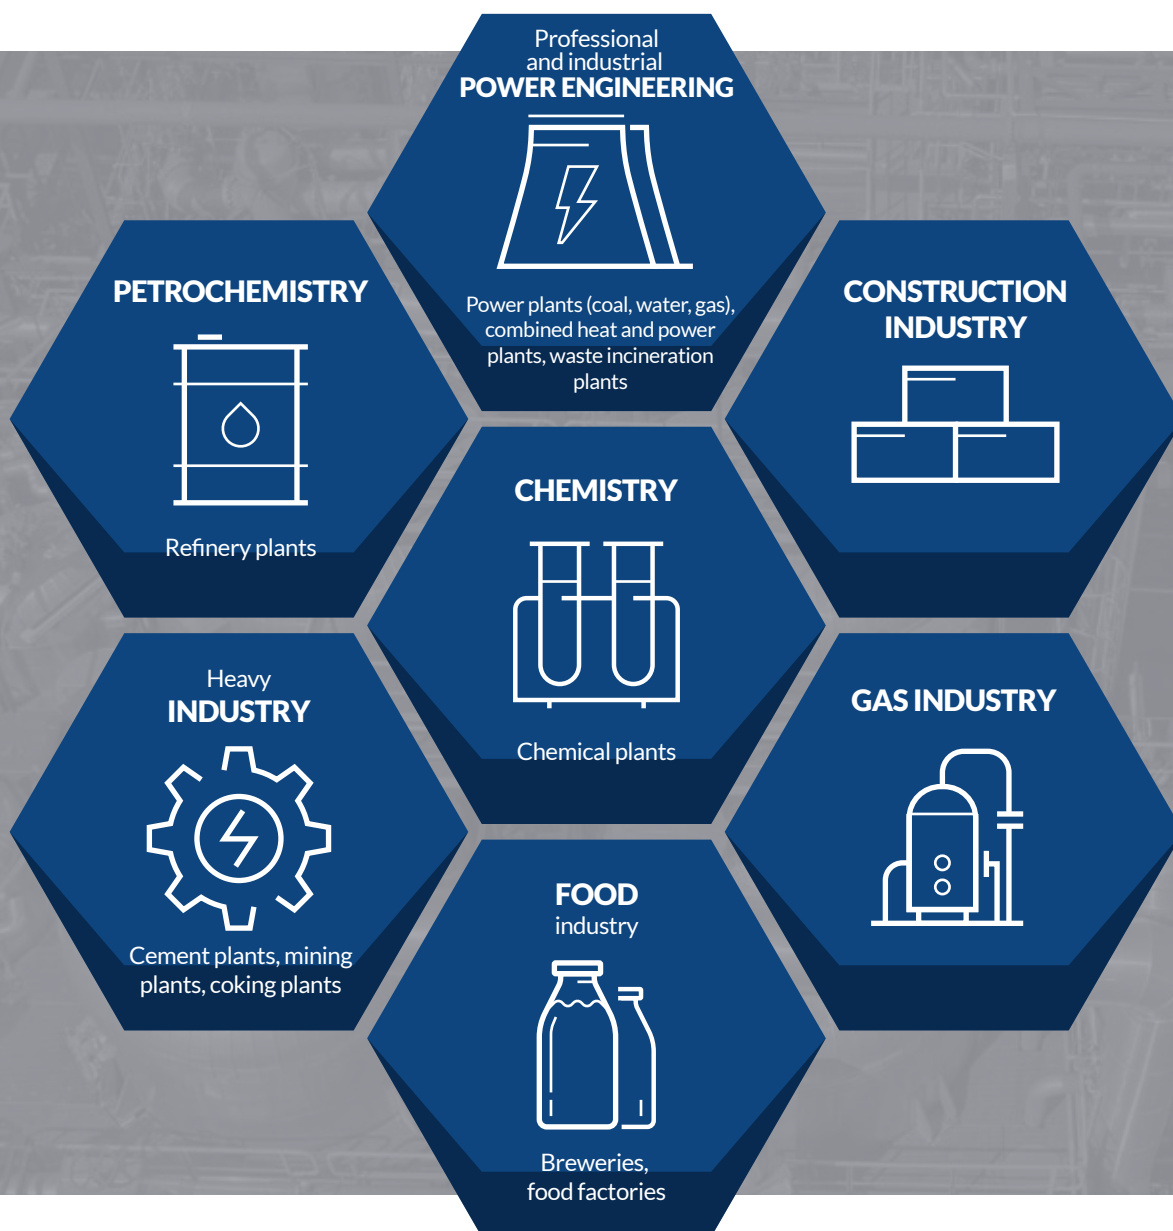 Professional
and industrial
POWER ENGINEERING
Power plants (coal, water, gas),
combined heat and power
plants, waste incineration
plants
PETROCHEMISTRY
Refinery plants
CONSTRUCTION
INDUSTRY
CHEMISTRY
Chemical plants
Heavy
INDUSTRY
Cement plants, mining
plants, coking plants
GAS INDUSTRY
FOOD
industry
Breweries,
food factories